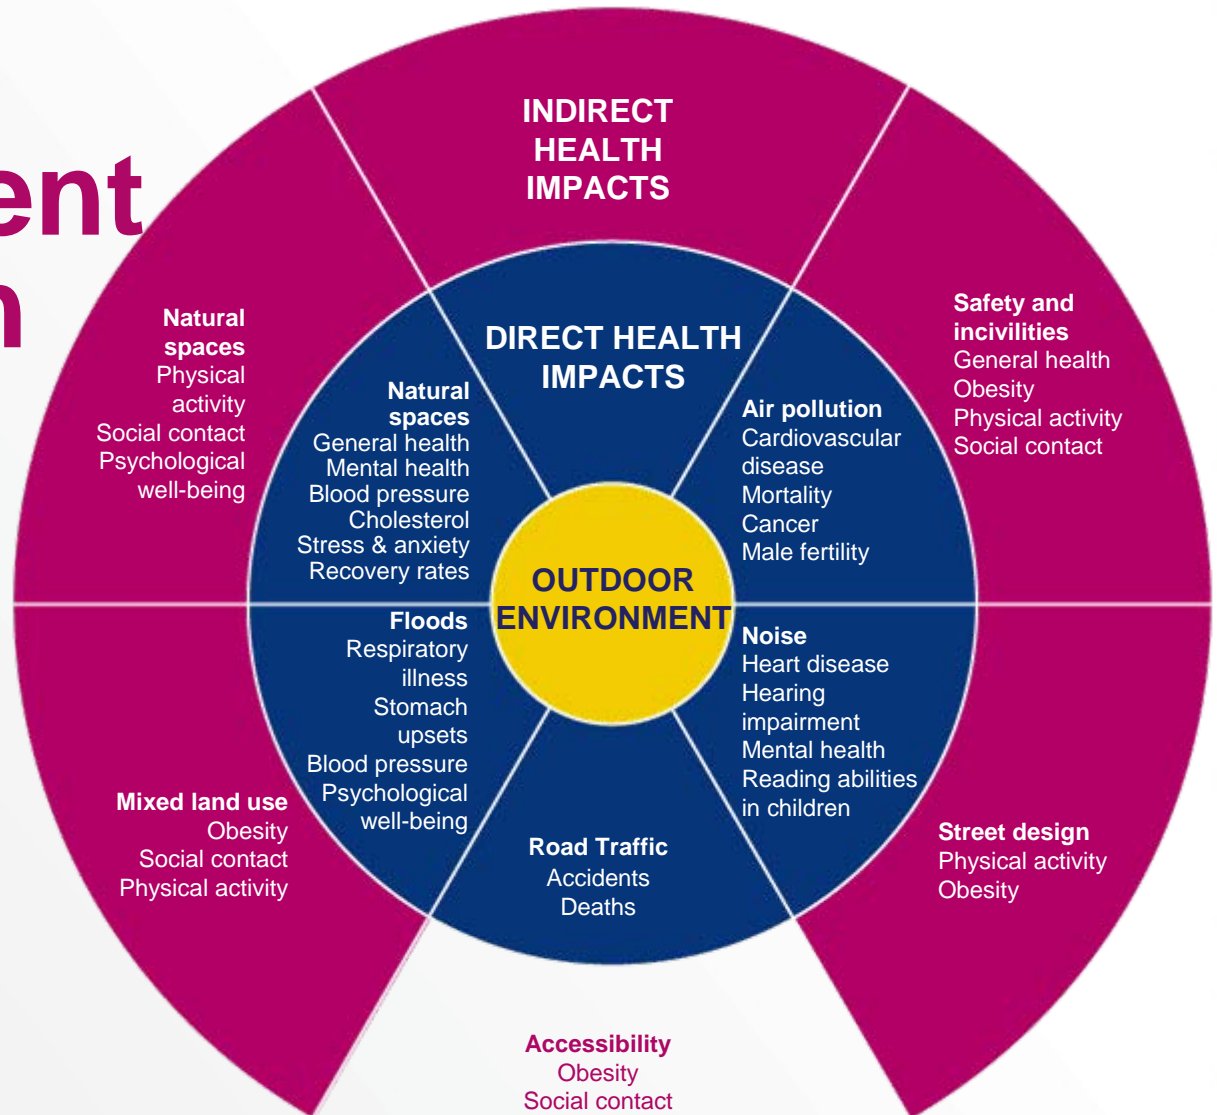 ent
n
INDIRECT
HEALTH
IMPACTS
DIRECT HEALTH
IMPACTS
Natural
spaces
Physical
activity
Social contact
Psychological
well-being
Natural
spaces
General health
Mental health
Blood pressure
Cholesterol
Stress & anxiety
Recovery rates
Air pollution
Cardiovascular
disease
Mortality
Cancer
Male fertility
Safety and
incivilities
General health
Obesity
Physical activity
Social contact
OUTDOOR
ENVIRONMENT
Mixed land use
Obesity
Social contact
Physical activity
Floods
Respiratory
illness
Stomach
upsets
Blood pressure
Psychological
well-being
Road Traffic
Accidents
Deaths
Noise
Heart disease
Hearing
impairment
Mental health
Reading abilities
in children
Street design
Physical activity
Obesity
Accessibility
Obesity
Social contact